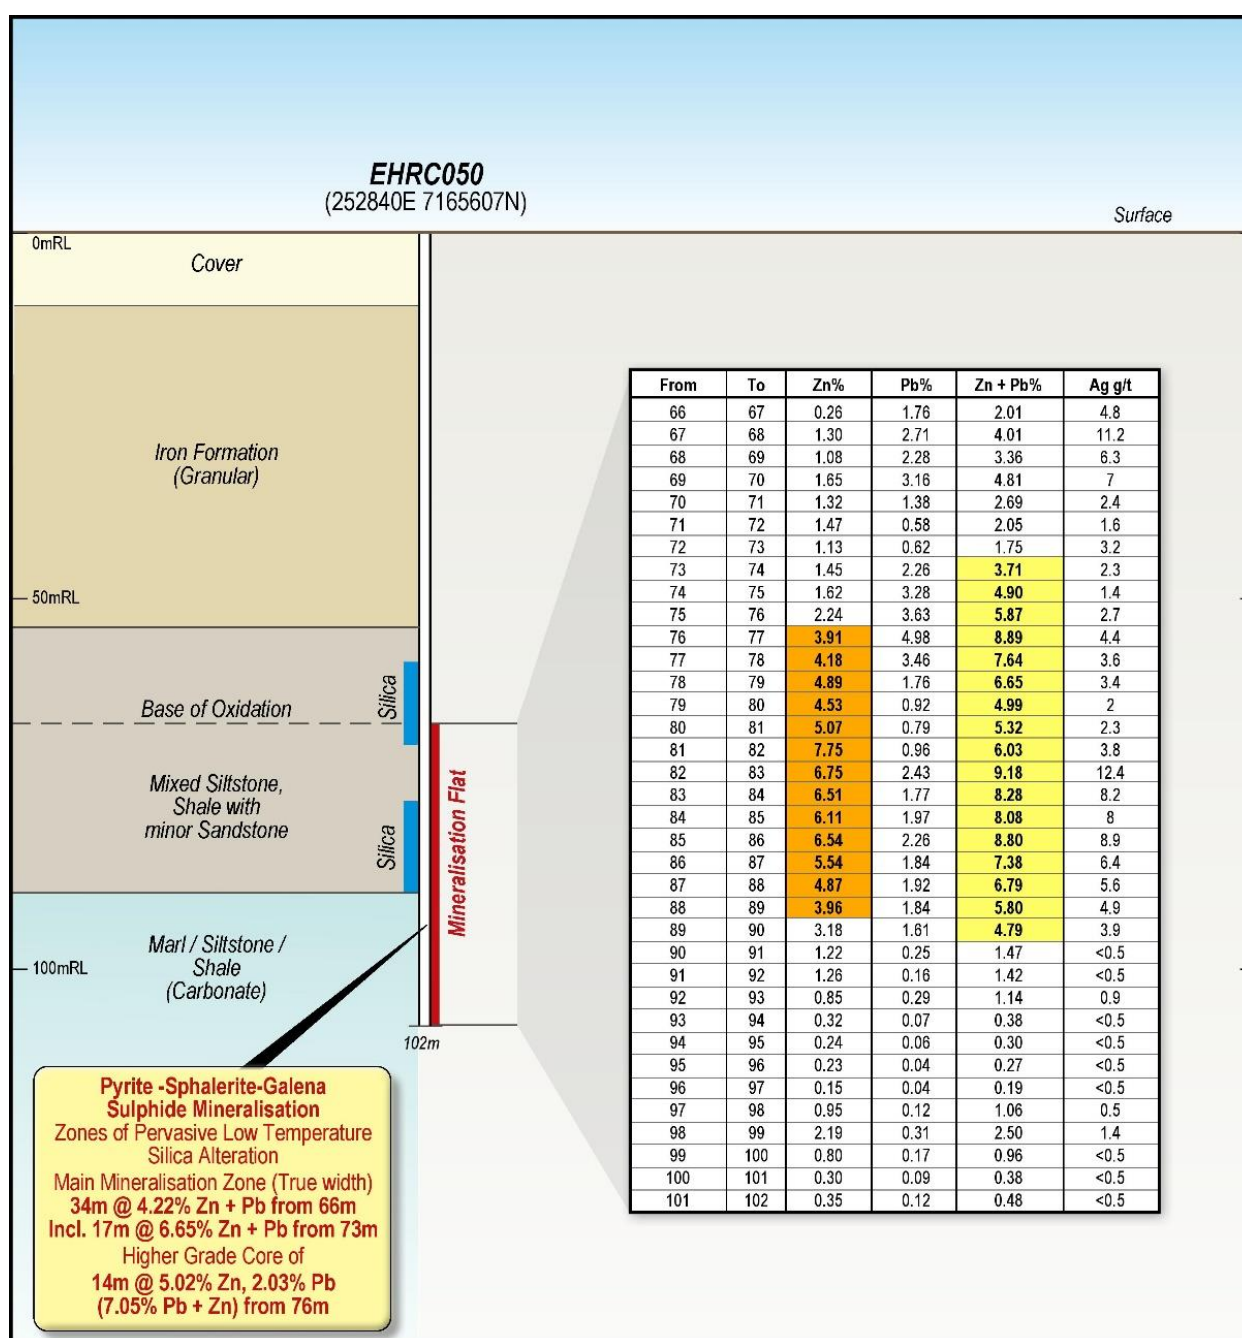 EHRC050
(252840E 7165607N)
Surface
0mRL
Cover
Iron Formation
(Granular)
50mRL
Silica
Base of Oxidation
Mixed Siltstone,
Shale with
minor Sandstone
Silica
Mineralisation Flat
Marl / Siltstone /
Shale
(Carbonate)
100mRL
102m
Pyrite -Sphalerite-Galena
Sulphide Mineralisation
Zones of Pervasive Low Temperature
Silica Alteration
Main Mineralisation Zone (True width)
34m @ 4.22% Zn + Pb from 66m
Incl. 17m @ 6.65% Zn + Pb from 73m
Higher Grade Core of
14m @ 5.02% Zn, 2.03% Pb
(7.05% Pb + Zn) from 76m
From To Zn% Pb% Zn + Pb% Ag g/t
66 67 0.26 1.76 2.01 4.8
67 68 1.30 2.71 4.01 11.2
68 69 1.08 2.28 3.36 6.3
69 70 1.65 3.16 4.81 7
70 71 1.32 1.38 2.69 2.4
71 72 1.47 0.58 2.05 1.6
72 73 1.13 0.62 1.75 3.2
73 74 1.45 2.26 3.71 2.3
74 75 1.62 3.28 4.90 1.4
75 76 2.24 3.63 5.87 2.7
76 77 3.91 4.98 8.89 4.4
77 78 4.18 3.46 7.64 3.6
78 79 4.89 1.76 6.65 3.4
79 80 4.53 0.92 4.99 2
80 81 5.07 0.79 5.32 2.3
81 82 7.75 0.96 6.03 3.8
82 83 6.75 2.43 9.18 12.4
83 84 6.51 1.77 8.28 8.2
84 85 6.11 1.97 8.08 8
85 86 6.54 2.26 8.80 8.9
86 87 5.54 1.84 7.38 6.4
87 88 4.87 1.92 6.79 5.6
88 89 3.96 1.84 5.80 4.9
89 90 3.18 1.61 4.79 3.9
90 91 1.22 0.25 1.47 <0.5
91 92 1.26 0.16 1.42 <0.5
92 93 0.85 0.29 1.14 0.9
93 94 0.32 0.07 0.38 <0.5
94 95 0.24 0.06 0.30 <0.5
95 96 0.23 0.04 0.27 <0.5
96 97 0.15 0.04 0.19 <0.5
97 98 0.95 0.12 1.06 0.5
98 99 2.19 0.31 2.50 1.4
99 100 0.80 0.17 0.96 <0.5
100 101 0.30 0.09 0.38 <0.5
101 102 0.35 0.12 0.48 <0.5